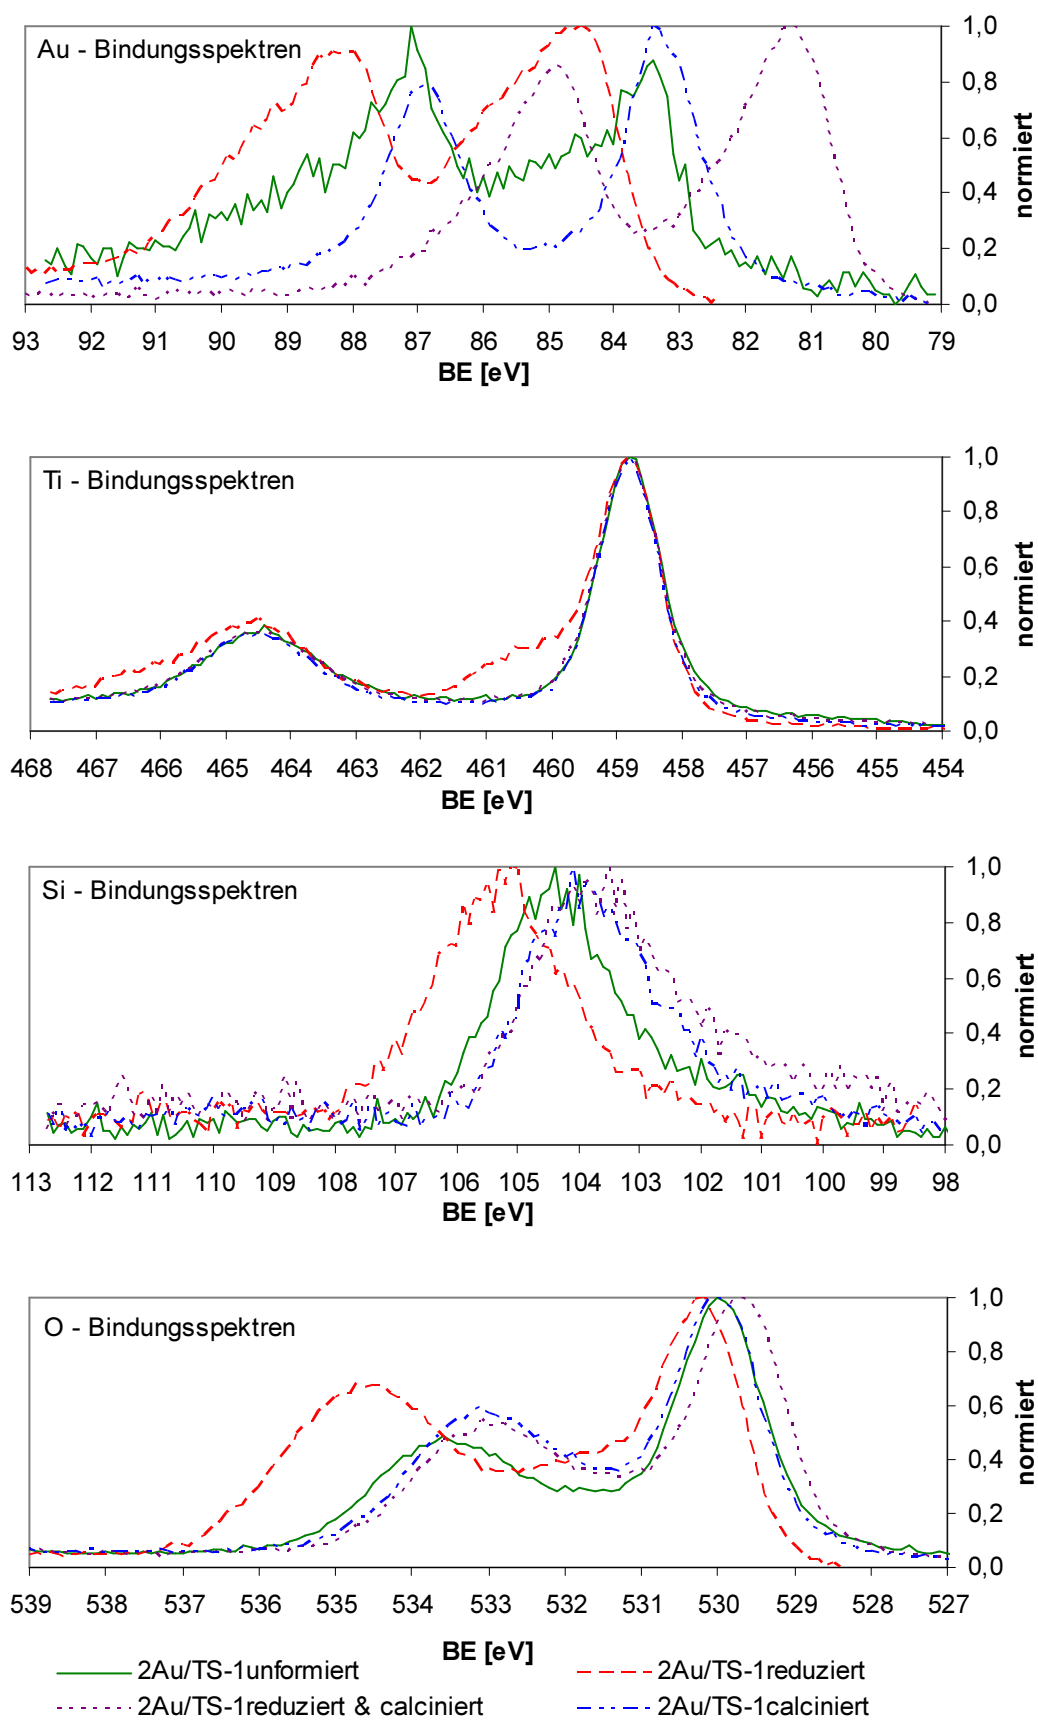 Au - Bindungsspektren
1,0
0,8
0,6
0,4
0,2
0,0
normiert
93 92 91 90 89 88 87 86 85 84 83 82 81 80 79
BE [eV]
Ti - Bindungsspektren
1,0
0,8
0,6
0,4
0,2
0,0
normiert
468 467 466 465 464 463 462 461 460 459 458 457 456 455 454
BE [eV]
Si - Bindungsspektren
1,0
0,8
0,6
0,4
0,2
0,0
normiert
113 112 111 110 109 108 107 106 105 104 103 102 101 100 99 98
BE [eV]
O - Bindungsspektren
1,0
0,8
0,6
0,4
0,2
0,0
normiert
539 538 537 536 535 534 533 532 531 530 529 528 527
BE [eV]
2Au/TS-1unformiert 2Au/TS-1reduziert
2Au/TS-1reduziert & calciniert 2Au/TS-1calciniert